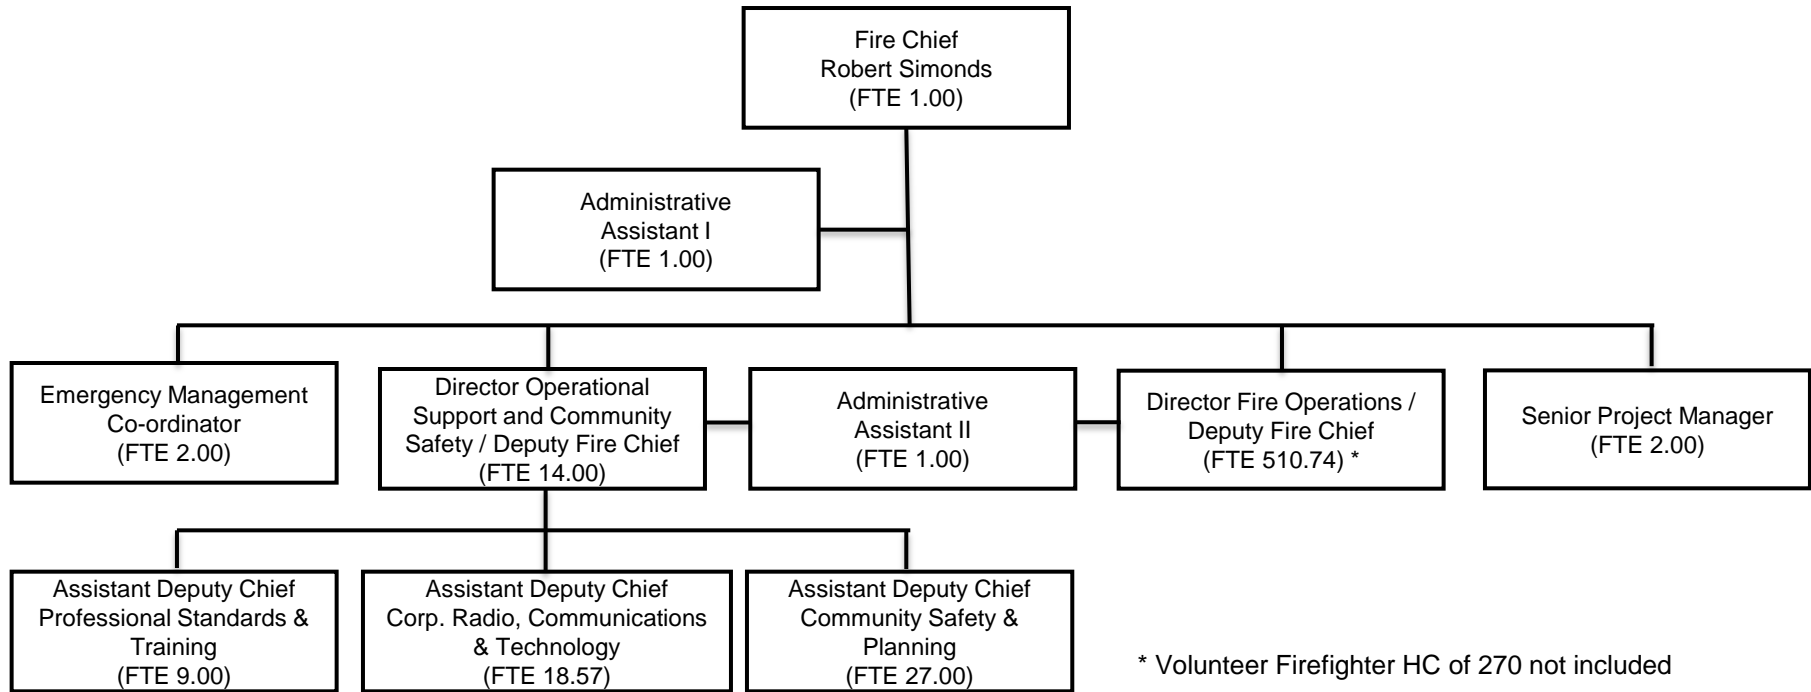 Fire Chief
Robert Simonds
(FTE 1.00)
Administrative
Assistant I
(FTE 1.00)
Emergency Management
Co-ordinator
(FTE 2.00)
Director Operational
Support and Community
Safety / Deputy Fire Chief
(FTE 14.00)
Administrative
Assistant II
(FTE 1.00)
Director Fire Operations /
Deputy Fire Chief
(FTE 510.74) *
Senior Project Manager
(FTE 2.00)
Assistant Deputy Chief
Professional Standards &
Training
(FTE 9.00)
Assistant Deputy Chief
Corp. Radio, Communications
& Technology
(FTE 18.57)
Assistant Deputy Chief
Community Safety &
Planning
(FTE 27.00)
* Volunteer Firefighter HC of 270 not included